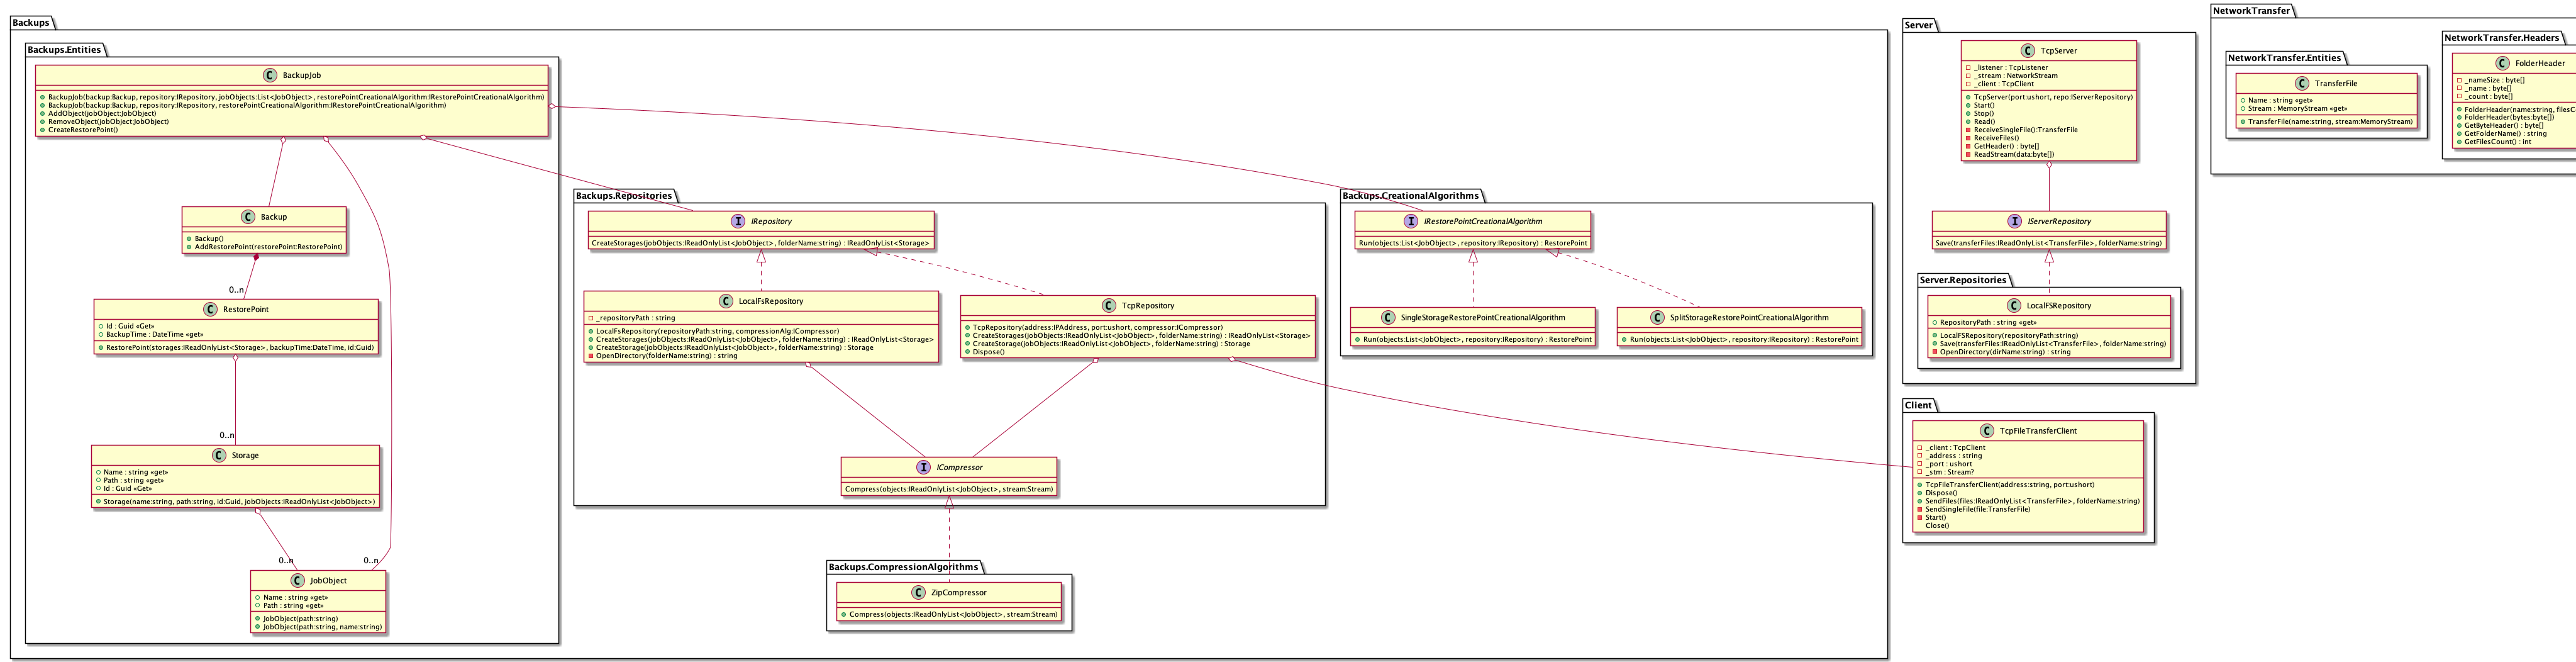 Backups
Backups.Entities
BackupJob
BackupJob(backup:Backup, repository:IRepository, jobObjects:List<JobObject>, restorePointCreationalAlgorithm:IRestorePointCreationalAlgorithm)
BackupJob(backup:Backup, repository:IRepository, restorePointCreationalAlgorithm:IRestorePointCreationalAlgorithm)
AddObject(jobObject:JobObject)
RemoveObject(jobObject:JobObject)
CreateRestorePoint()
Backup
Backup()
AddRestorePoint(restorePoint:RestorePoint)
0..n
RestorePoint
Id : Guid «Get»
BackupTime : DateTime «get»
RestorePoint(storages:IReadOnlyList<Storage>, backupTime:DateTime, id:Guid)
0..n
Storage
Name : string «get»
Path : string «get»
Id : Guid «Get»
Storage(name:string, path:string, id:Guid, jobObjects:IReadOnlyList<JobObject>)
0..n
0..n
JobObject
Name : string «get»
Path : string «get»
JobObject(path:string)
JobObject(path:string, name:string)
Backups.Repositories
IRepository
CreateStorages(jobObjects:IReadOnlyList<JobObject>, folderName:string) : IReadOnlyList<Storage>
LocalFsRepository
_repositoryPath : string
LocalFsRepository(repositoryPath:string, compressionAlg:ICompressor)
CreateStorages(jobObjects:IReadOnlyList<JobObject>, folderName:string) : IReadOnlyList<Storage>
CreateStorage(jobObjects:IReadOnlyList<JobObject>, folderName:string) : Storage
OpenDirectory(folderName:string) : string
TcpRepository
TcpRepository(address:IPAddress, port:ushort, compressor:ICompressor)
CreateStorages(jobObjects:IReadOnlyList<JobObject>, folderName:string) : IReadOnlyList<Storage>
CreateStorage(jobObjects:IReadOnlyList<JobObject>, folderName:string) : Storage
Dispose()
ICompressor
Compress(objects:IReadOnlyList<JobObject>, stream:Stream)
Backups.CompressionAlgorithms
ZipCompressor
Compress(objects:IReadOnlyList<JobObject>, stream:Stream)
Backups.CreationalAlgorithms
IRestorePointCreationalAlgorithm
Run(objects:List<JobObject>, repository:IRepository) : RestorePoint
SingleStorageRestorePointCreationalAlgorithm
Run(objects:List<JobObject>, repository:IRepository) : RestorePoint
SplitStorageRestorePointCreationalAlgorithm
Run(objects:List<JobObject>, repository:IRepository) : RestorePoint
Server
TcpServer
_listener : TcpListener
_stream : NetworkStream
_client : TcpClient
TcpServer(port:ushort, repo:IServerRepository)
Start()
Stop()
Read()
ReceiveSingleFile():TransferFile
ReceiveFiles()
GetHeader() : byte[]
ReadStream(data:byte[])
IServerRepository
Save(transferFiles:IReadOnlyList<TransferFile>, folderName:string)
Server.Repositories
LocalFSRepository
RepositoryPath : string «get»
LocalFSRepository(repositoryPath:string)
Save(transferFiles:IReadOnlyList<TransferFile>, folderName:string)
OpenDirectory(dirName:string) : string
Client
TcpFileTransferClient
_client : TcpClient
_address : string
_port : ushort
_stm : Stream?
TcpFileTransferClient(address:string, port:ushort)
Dispose()
SendFiles(files:IReadOnlyList<TransferFile>, folderName:string)
SendSingleFile(file:TransferFile)
Start()
Close()
NetworkTransfer
NetworkTransfer.Entities
TransferFile
Name : string «get»
Stream : MemoryStream «get»
TransferFile(name:string, stream:MemoryStream)
NetworkTransfer.Headers
FolderHeader
_nameSize : byte[]
_name : byte[]
_count : byte[]
FolderHeader(name:string, filesC
FolderHeader(bytes:byte[])
GetByteHeader() : byte[]
GetFolderName() : string
GetFilesCount() : int